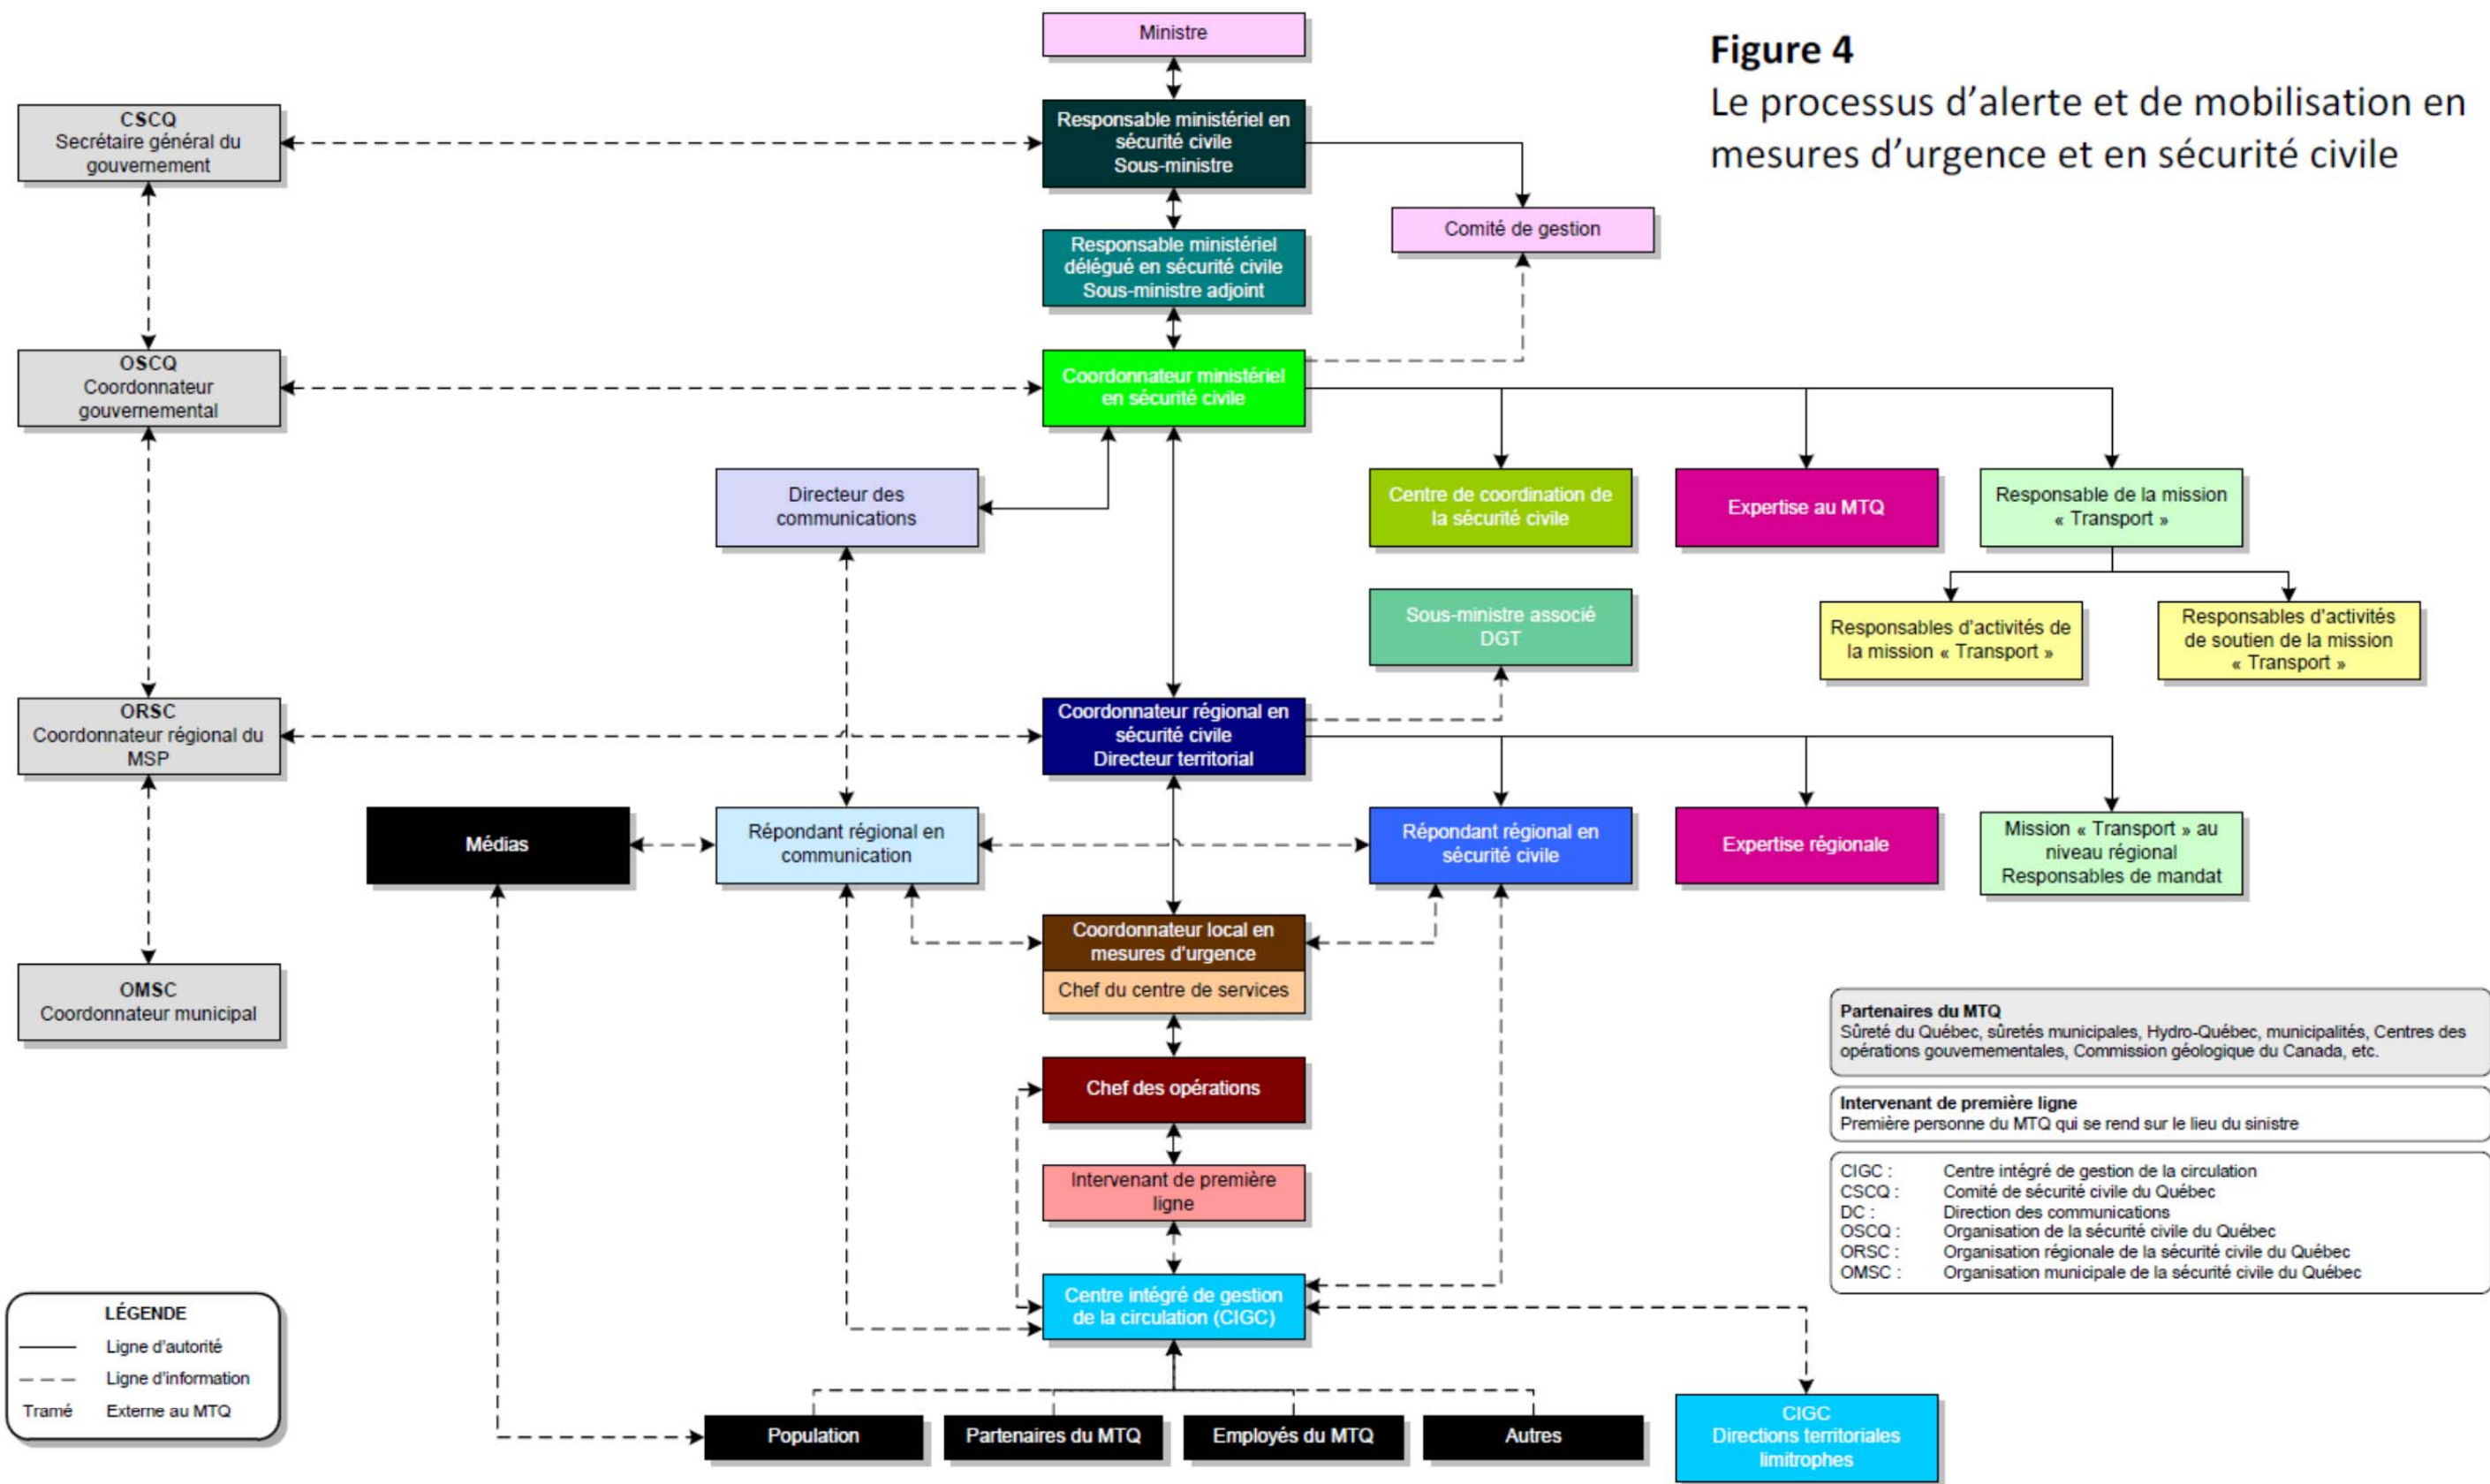 Figure 4
Le processus d'alerte et de mobilisation en
mesures d'urgence et en sécurité civile
Ministre
CSCQ
Secrétaire général du
gouvernement
Responsable ministériel en
sécurité civile
Sous-ministre
Comité de gestion
Responsable ministériel
délégué en sécurité civile
Sous-ministre adjoint
OSCQ
Coordonnateur
gouvernemental
Coordonnateur ministériel
en sécurité civile
Directeur des
communications
Centre de coordination de
la sécurité civile
Expertise au MTQ
Responsable de la mission
« Transport »
Sous-ministre associé
DGT
Responsables d'activités de
la mission « Transport »
Responsables d'activités
de soutien de la mission
« Transport »
ORSC
Coordonnateur régional du
MSP
Coordonnateur régional en
sécurité civile
Directeur territorial
Médias
Répondant régional en
communication
Répondant régional en
sécurité civile
Expertise régionale
Mission « Transport » au
niveau régional
Responsables de mandat
Coordonnateur local en
mesures d'urgence
Chef du centre de services
OMSC
Coordonnateur municipal
Chef des opérations
Intervenant de première
ligne
Centre intégré de gestion
de la circulation (CIGC)
Population
Partenaires du MTQ
Employés du MTQ
Autres
CIGC
Directions territoriales
limitrophes
Partenaires du MTQ
Sûreté du Québec, sûretés municipales, Hydro-Québec, municipalités, Centres des
opérations gouvernementales, Commission géologique du Canada, etc.
Intervenant de première ligne
Première personne du MTQ qui se rend sur le lieu du sinistre
CIGC : Centre intégré de gestion de la circulation
CSCQ : Comité de sécurité civile du Québec
DC : Direction des communications
OSCQ : Organisation de la sécurité civile du Québec
ORSC : Organisation régionale de la sécurité civile du Québec
OMSC : Organisation municipale de la sécurité civile du Québec
LÉGENDE
Ligne d'autorité
Ligne d'information
Tramé Externe au MTQ